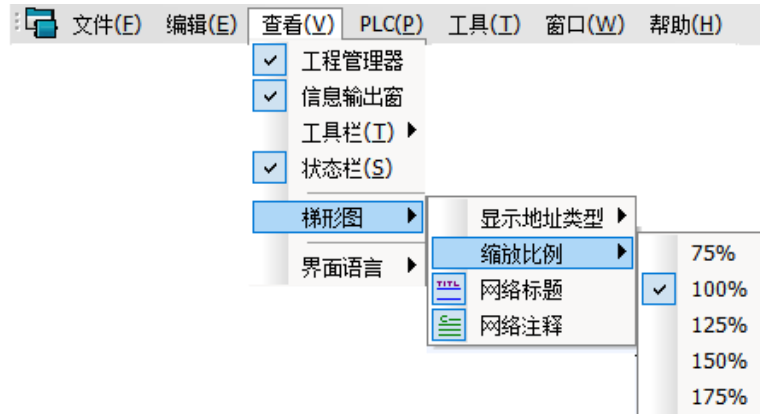 文件(F) 编辑(E) 查看(V) PLC(P) 工具(T) 窗口(W) 帮助(H)
工程管理器
信息输出窗
工具栏(T)
状态栏(S)
梯形图
界面语言
显示地址类型
缩放比例
TITL 网络标题
网络注释
75%
100%
125%
150%
175%